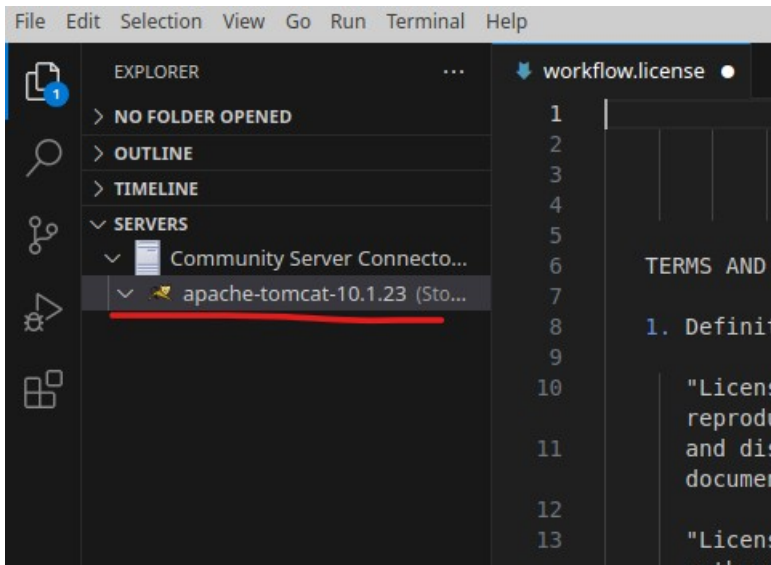 File Edit Selection View Go Run Terminal Help
EXPLORER
...
1
NO FOLDER OPENED
OUTLINE
TIMELINE
SERVERS
Community Server Connecto...
apache-tomcat-10.1.23 (Sto...
workflow.license
1
2
3
4
5
6 TERMS AND
7
8 1. Definit
9
10 "Licens
reprodu
11 and dis
documen
12
13 "Licens